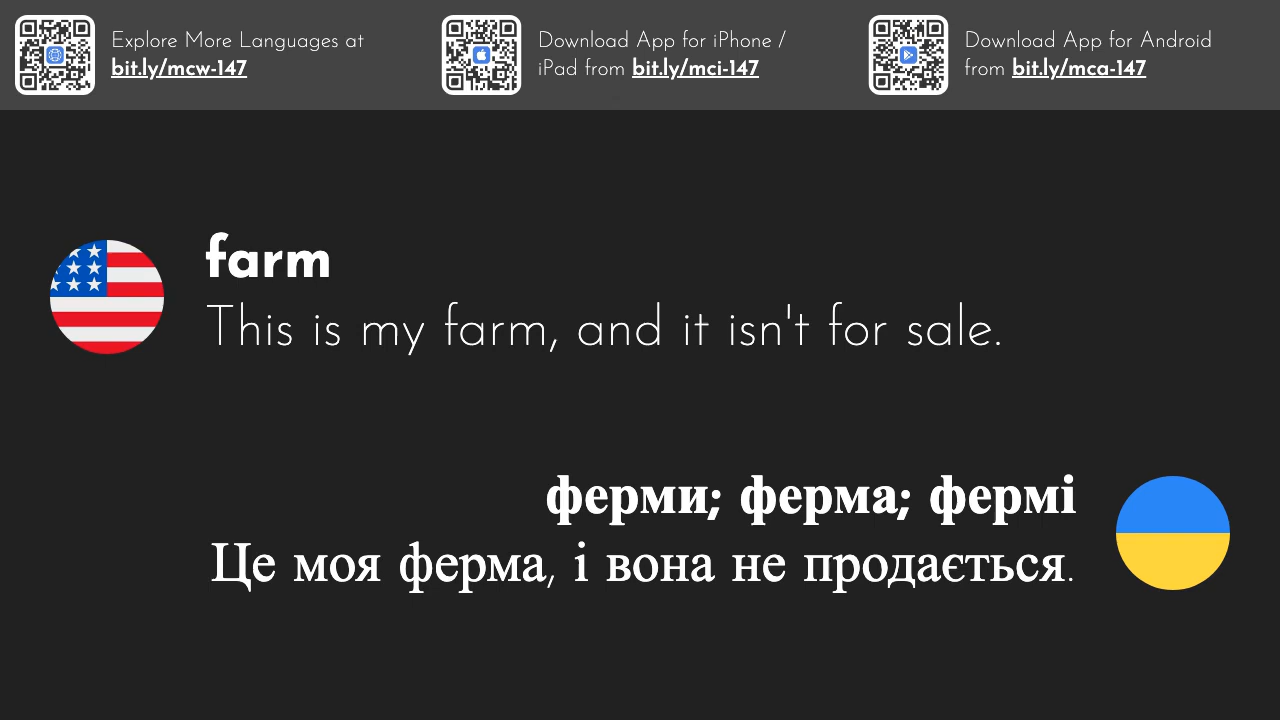 Explore More Languages at
bit.ly/mcw-147
Download App for iPhone /
iPad from bit.ly/mci-147
Download App for Android
from bit.ly/mca-147
farm
This is my farm, and it isn't for sale.
ферми; ферма; фермі
Це моя ферма, і вона не продається.